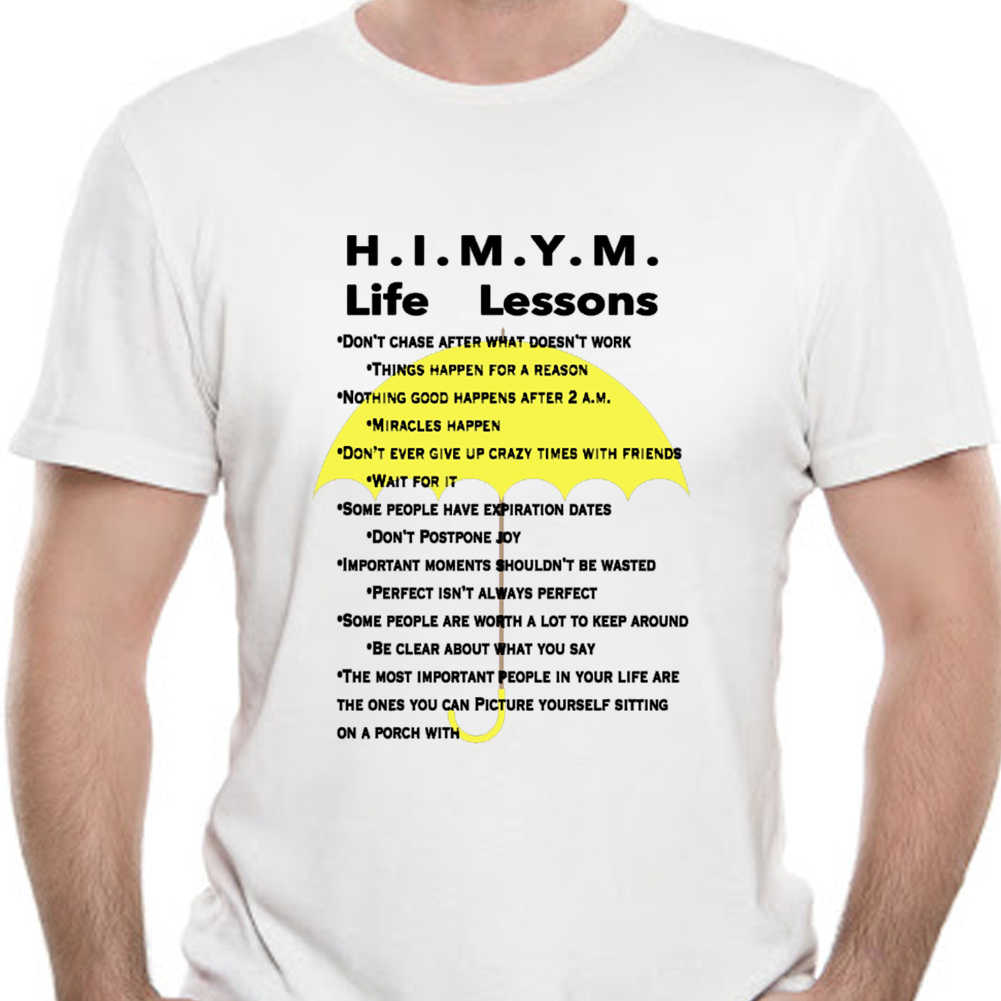 H.I.M.Y.M.
Life Lessons
•Don't chase after what doesn't work
•Things happen for a reason
•Nothing good happens after 2 a.m.
•Miracles happen
•Don't ever give up crazy times with friends
•Wait for it
•Some people have expiration dates
•Don't Postpone joy
•Important moments shouldn't be wasted
•Perfect isn't always perfect
•Some people are worth a lot to keep around
•Be clear about what you say
•The most important people in your life are
the ones you can Picture yourself sitting
on a porch with